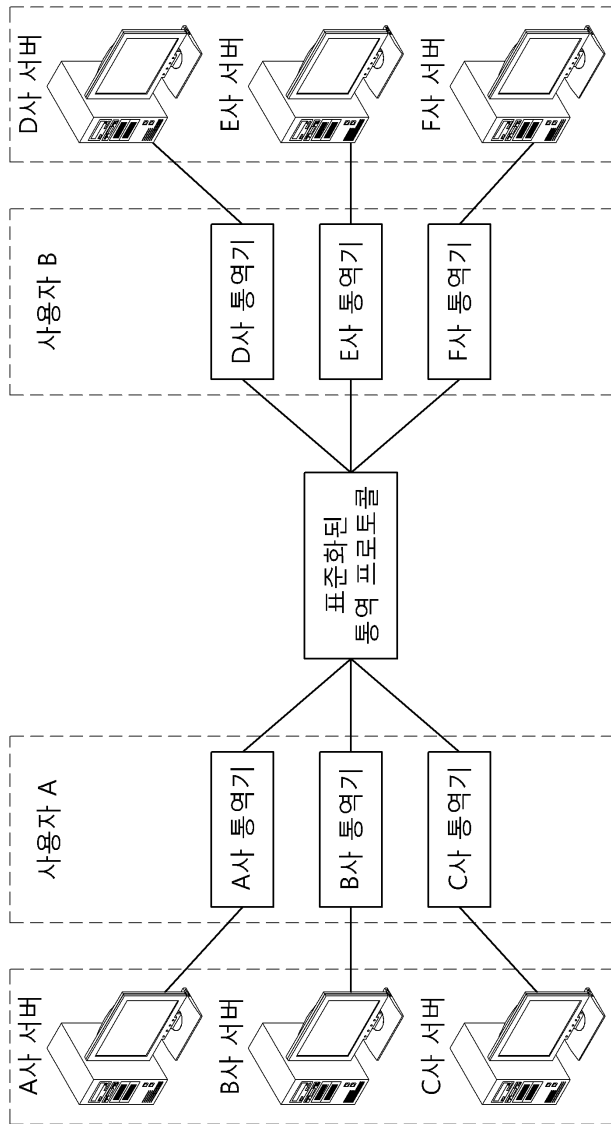 A사 서버
B사 서버
C사 서버
사용자 A
A사 통역기
B사 통역기
C사 통역기
표준화된
통역 프로토콜
사용자 B
D사 통역기
E사 통역기
F사 통역기
D사 서버
E사 서버
F사 서버